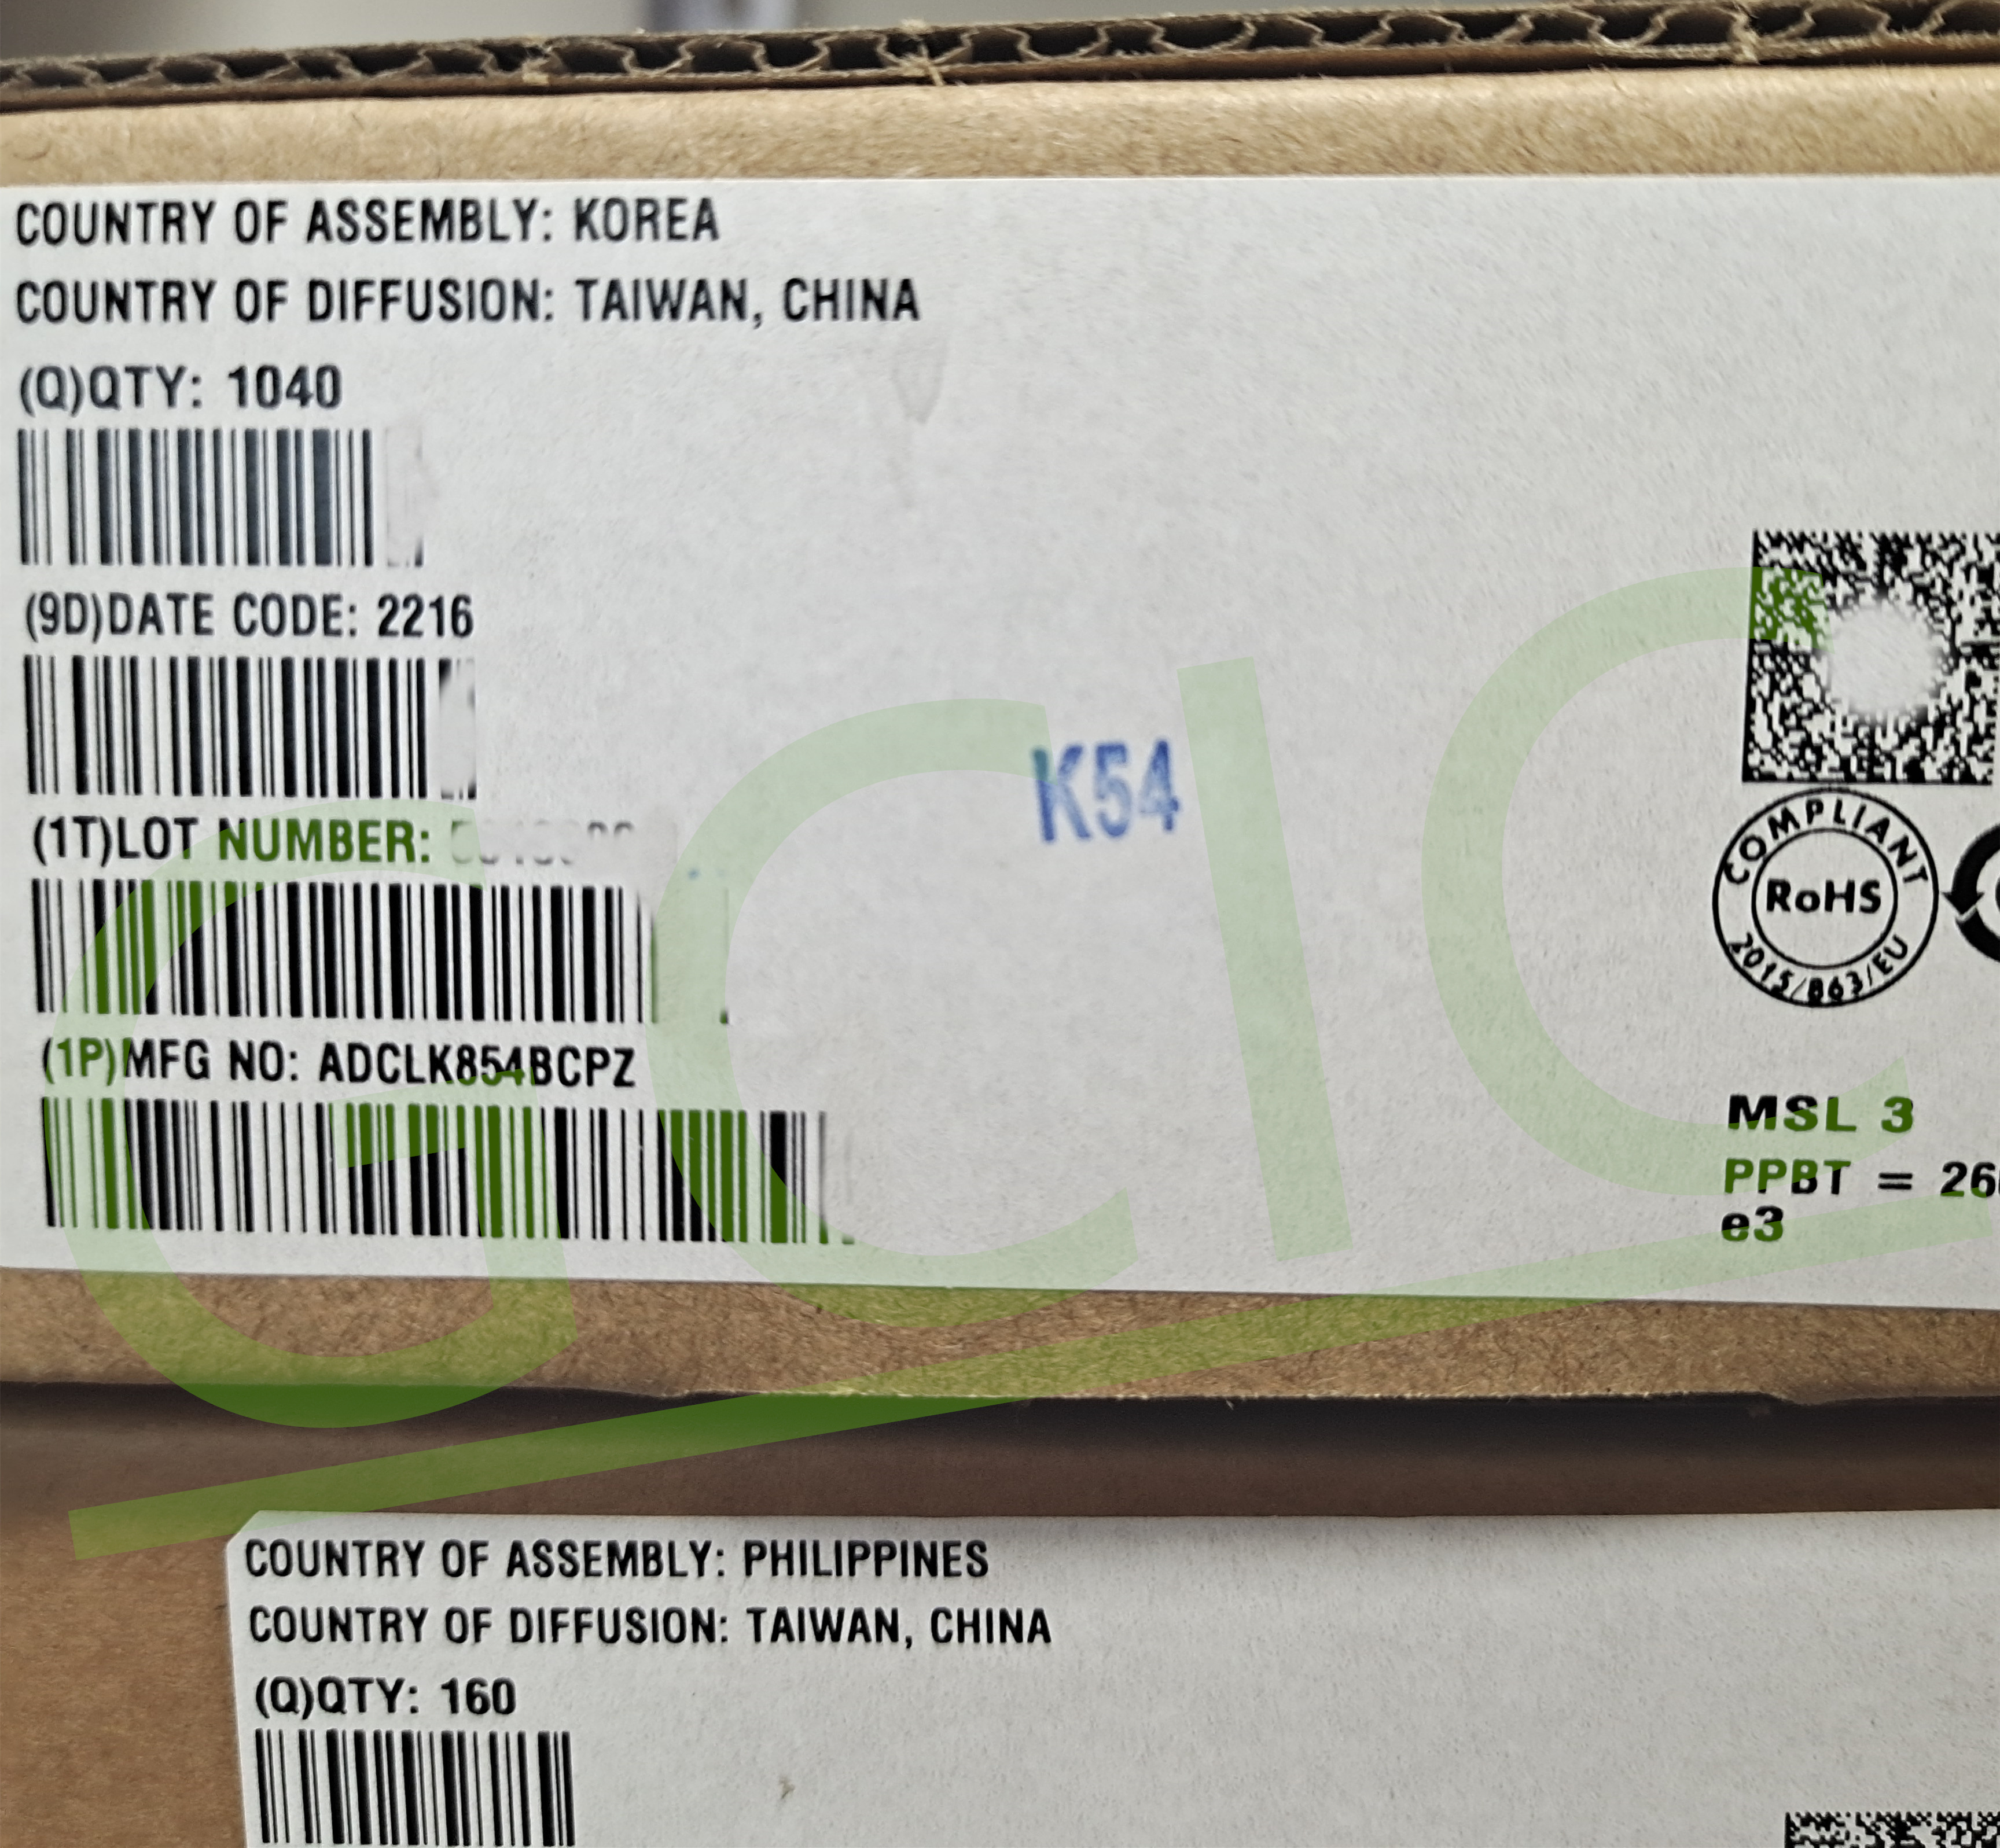 COUNTRY OF ASSEMBLY: KOREA
COUNTRY OF DIFFUSION: TAIWAN, CHINA
(Q)QTY: 1040
(9D)DATE CODE: 2216
(1T)LOT NUMBER:
K54
(1P)MFG NO: ADCLK854BCPZ
COMPLIANT
RoHS
2015/863/EU
MSL 3
PPBT = 26
e3
GCIC
COUNTRY OF ASSEMBLY: PHILIPPINES
COUNTRY OF DIFFUSION: TAIWAN, CHINA
(Q)QTY: 160